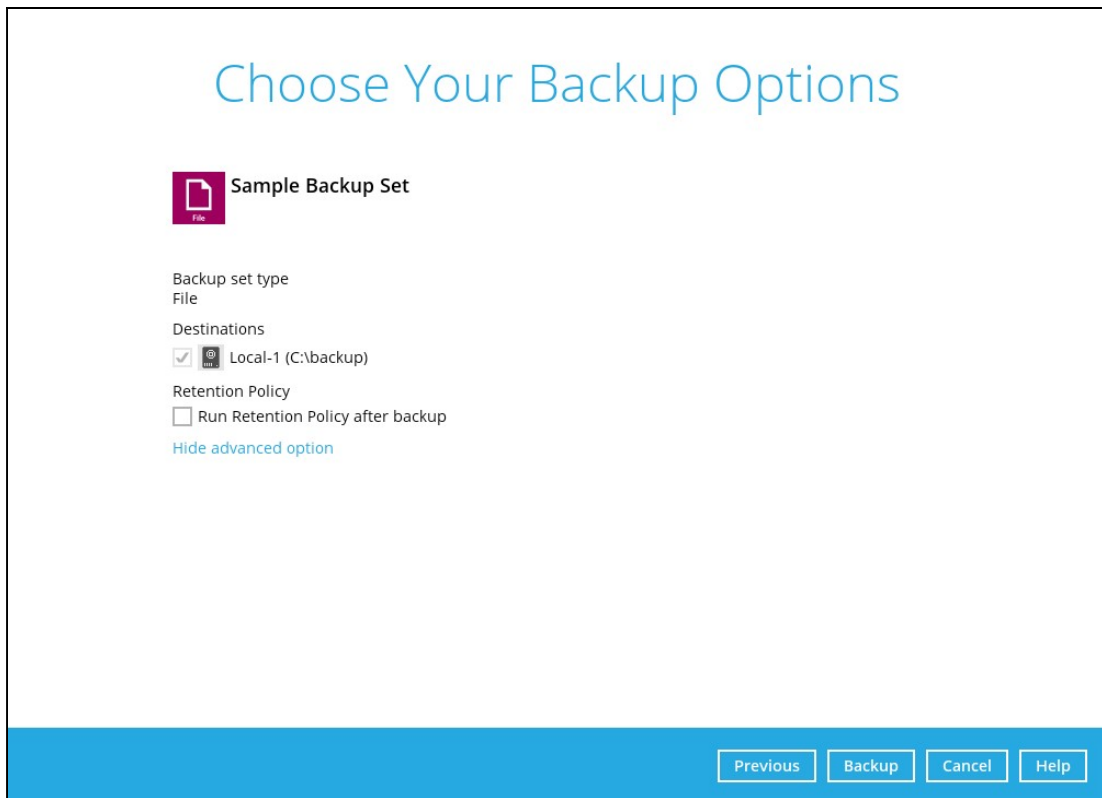 Choose Your Backup Options
Sample Backup Set
File
Backup set type
File
Destinations
Local-1 (C:\backup)
Retention Policy
Run Retention Policy after backup
Hide advanced option
Previous Backup Cancel Help